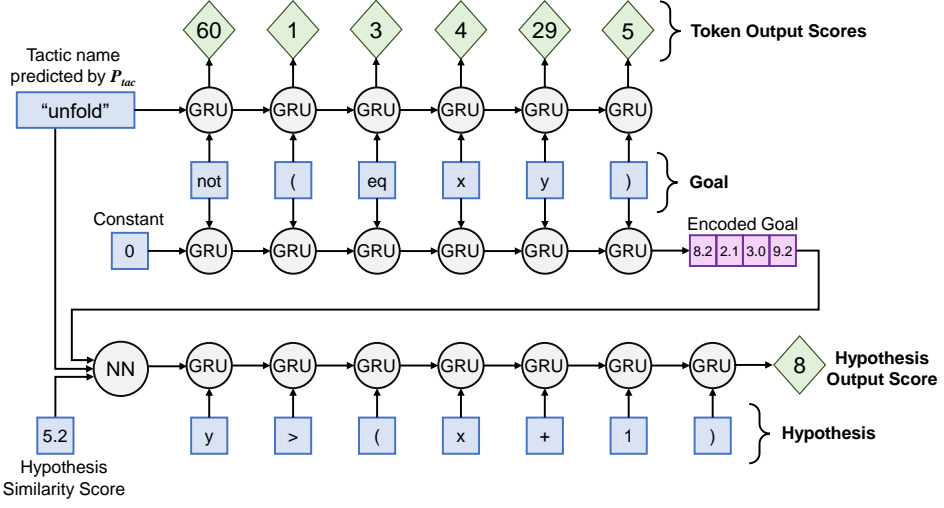 60 1 3 4 29 5
Token Output Scores
Tactic name
predicted by P_tac
"unfold"
GRU GRU GRU GRU GRU GRU
not ( eq x y )
Goal
Constant
0
GRU GRU GRU GRU GRU GRU
Encoded Goal
8.2 2.1 3.0 9.2
NN
GRU GRU GRU GRU GRU GRU GRU
8
Hypothesis
Output Score
5.2
y > ( x + 1 )
Hypothesis
Hypothesis
Similarity Score